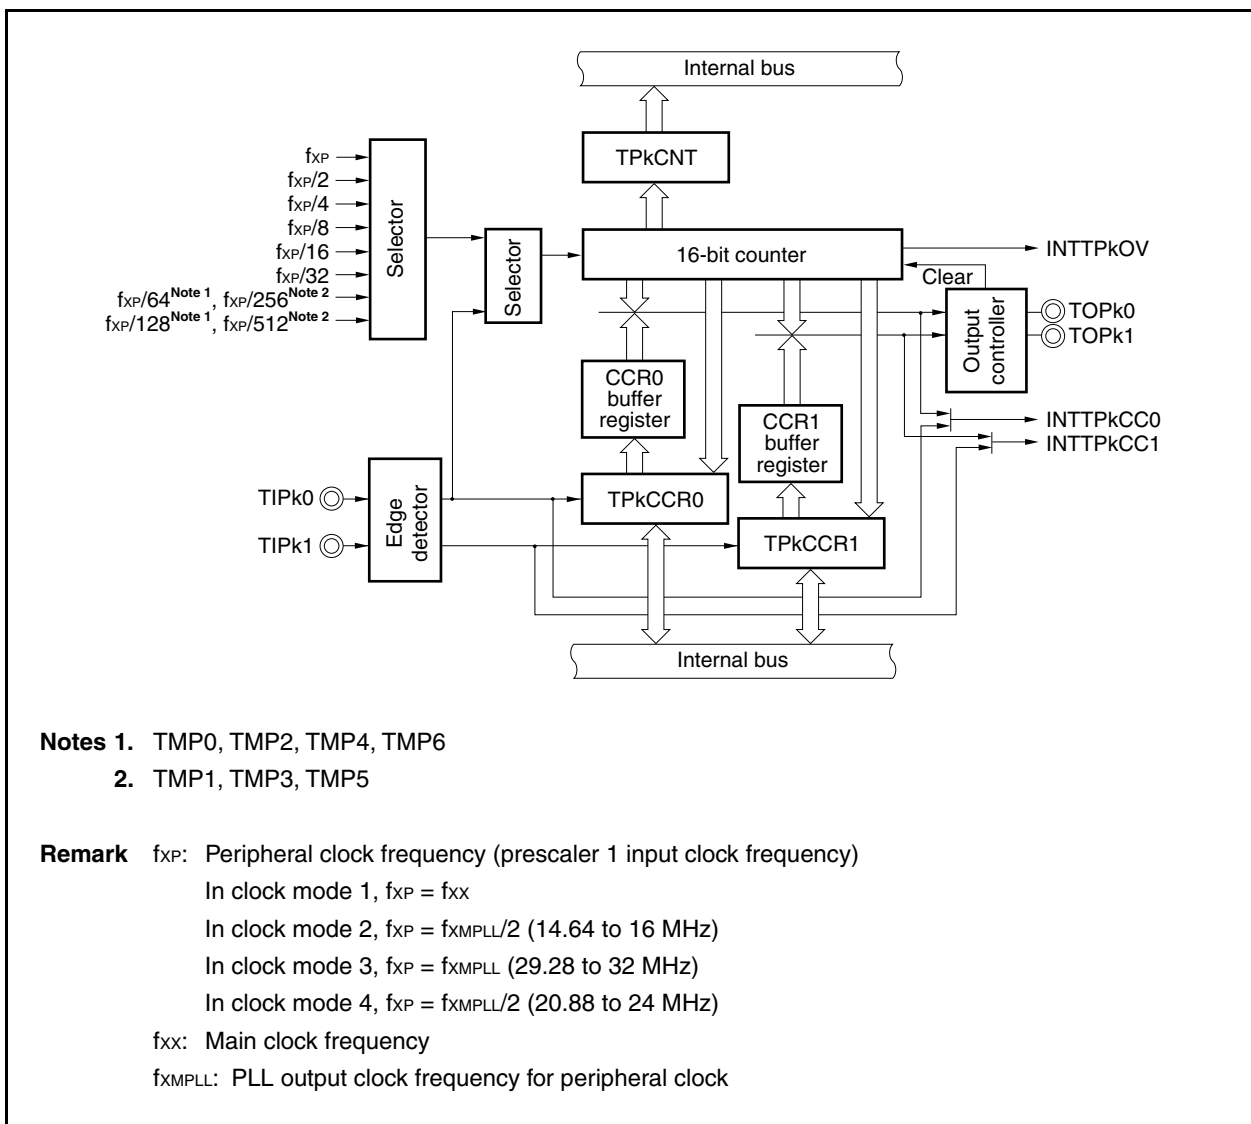 Internal bus
TPkCNT
fXP
fXP/2
fXP/4
fXP/8
fXP/16
fXP/32
fXP/64Note 1, fXP/256Note 2
fXP/128Note 1, fXP/512Note 2
Selector
Selector
16-bit counter
INTTPkOV
Clear
Output
controller
TOPk0
TOPk1
CCR0
buffer
register
CCR1
buffer
register
INTTPkCC0
INTTPkCC1
TIPk0
TIPk1
Edge
detector
TPkCCR0
TPkCCR1
Internal bus
Notes 1. TMP0, TMP2, TMP4, TMP6
2. TMP1, TMP3, TMP5
Remark fXP: Peripheral clock frequency (prescaler 1 input clock frequency)
In clock mode 1, fXP = fXX
In clock mode 2, fXP = fXMPLL/2 (14.64 to 16 MHz)
In clock mode 3, fXP = fXMPLL (29.28 to 32 MHz)
In clock mode 4, fXP = fXMPLL/2 (20.88 to 24 MHz)
fXX: Main clock frequency
fXMPLL: PLL output clock frequency for peripheral clock